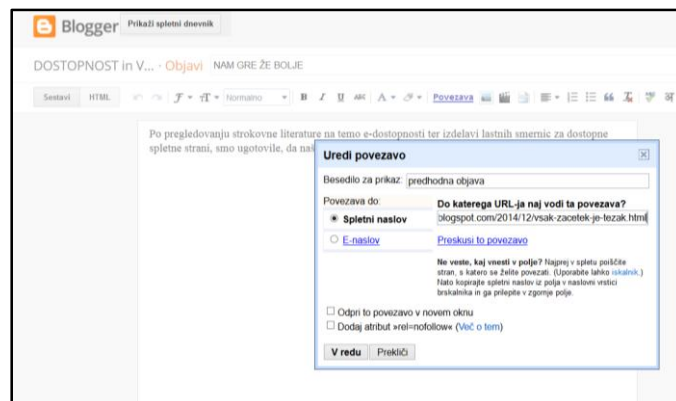 Blogger Prikaži spletni dnevnik
DOSTOPNOST in V... · Objavi NAM GRE ŽE BOLJE
Sestavi HTML Normalno B I U ABC A Povezava
Po pregledovanju strokovne literature na temo e-dostopnosti ter izdelavi lastnih smernic za dostopne
spletne strani, smo ugotovile, da
Uredi povezavo
Besedilo za prikaz: predhodna objava
Povezava do: Do katerega URL-ja naj vodi ta povezava?
Spletni naslov blogspot.com/2014/12/vsak-zacetek-je-tezak.html
E-naslov Preskusi to povezavo
Ne veste, kaj vnesti v polje? Najprej v spletu poiščite
stran, s katero se želite povezati. (Uporabite lahko iskalnik.)
Nato kopirajte spletni naslov iz polja v naslovni vrstici
brskalnika in ga prilepite v zgornje polje.
Odpri to povezavo v novem oknu
Dodaj atribut »rel=nofollow« (Več o tem)
V redu Prekliči